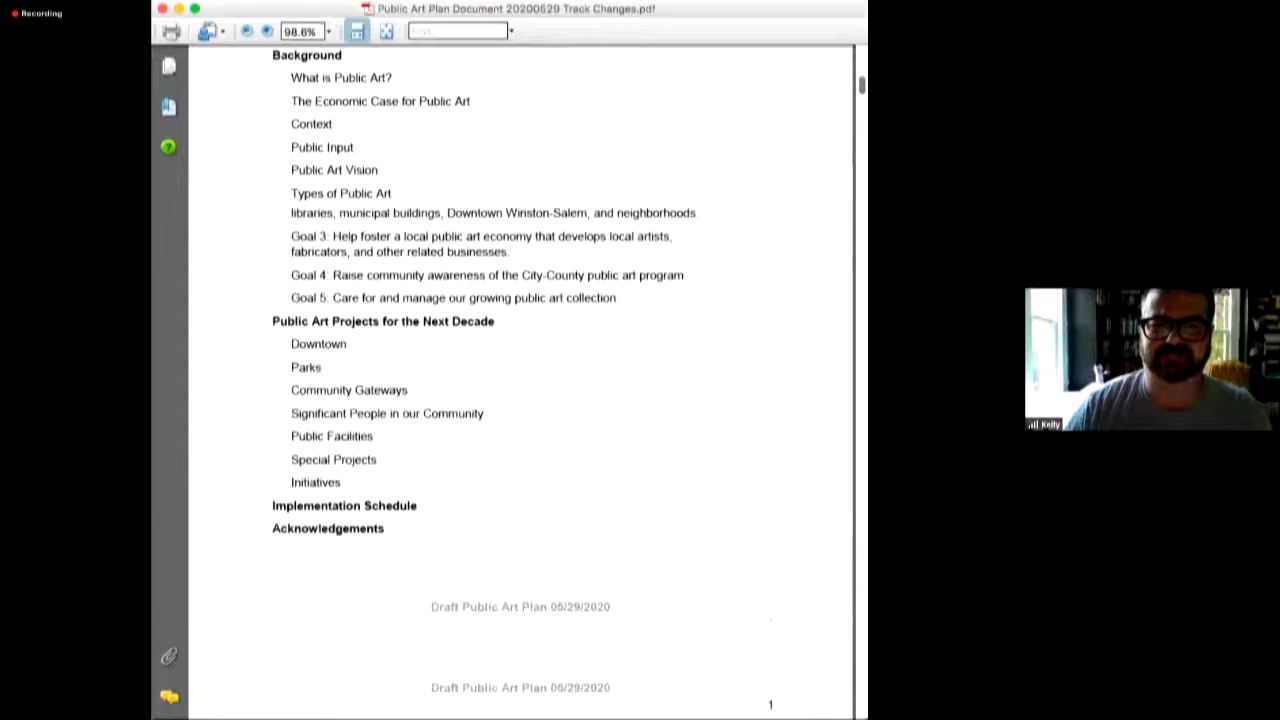 Recording
Public Art Plan Document 20200629 Track Changes.pdf
98.6%
Find
Background
What is Public Art?
The Economic Case for Public Art
Context
Public Input
Public Art Vision
Types of Public Art
libraries, municipal buildings, Downtown Winston-Salem, and neighborhoods.
Goal 3: Help foster a local public art economy that develops local artists,
fabricators, and other related businesses.
Goal 4: Raise community awareness of the City-County public art program.
Goal 5: Care for and manage our growing public art collection.
Public Art Projects for the Next Decade
Downtown
Parks
Community Gateways
Significant People in our Community
Public Facilities
Special Projects
Initiatives
Implementation Schedule
Acknowledgements
Draft Public Art Plan 06/29/2020
Draft Public Art Plan 06/29/2020
1
Kelly